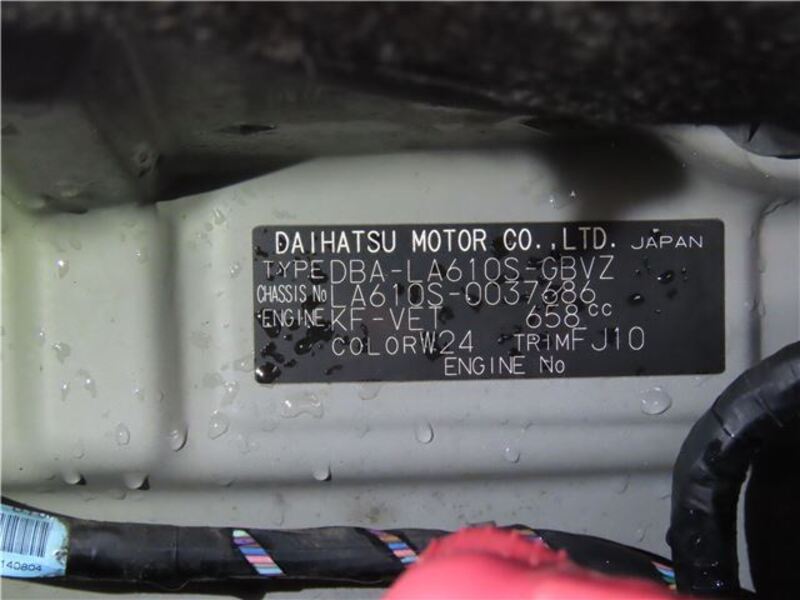 DAIHATSU MOTOR CO.,LTD. JAPAN
TYPE DBA-LA610S-GBVZ
CHASSIS No LA610S-0037686
ENGINE KF-VET 658cc
COLOR W24 TRIM FJ10
ENGINE No
140804